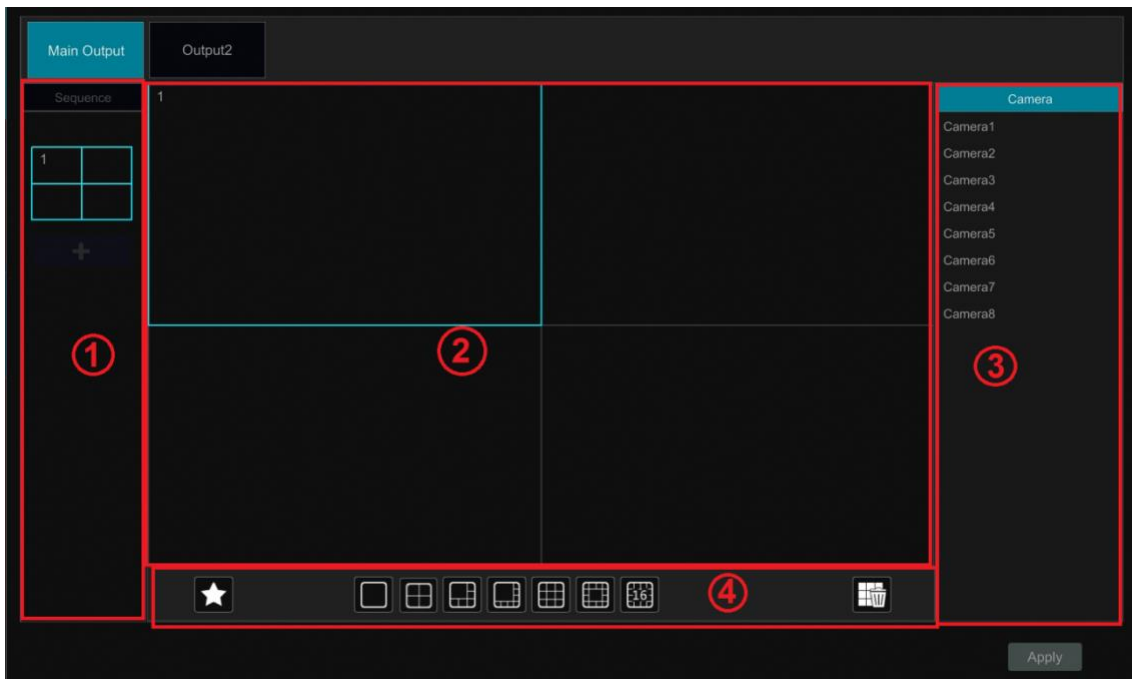 Main Output
Output2
Sequence
1
1
Camera
Camera1
Camera2
Camera3
Camera4
Camera5
Camera6
Camera7
Camera8
1
2
3
16
4
Apply